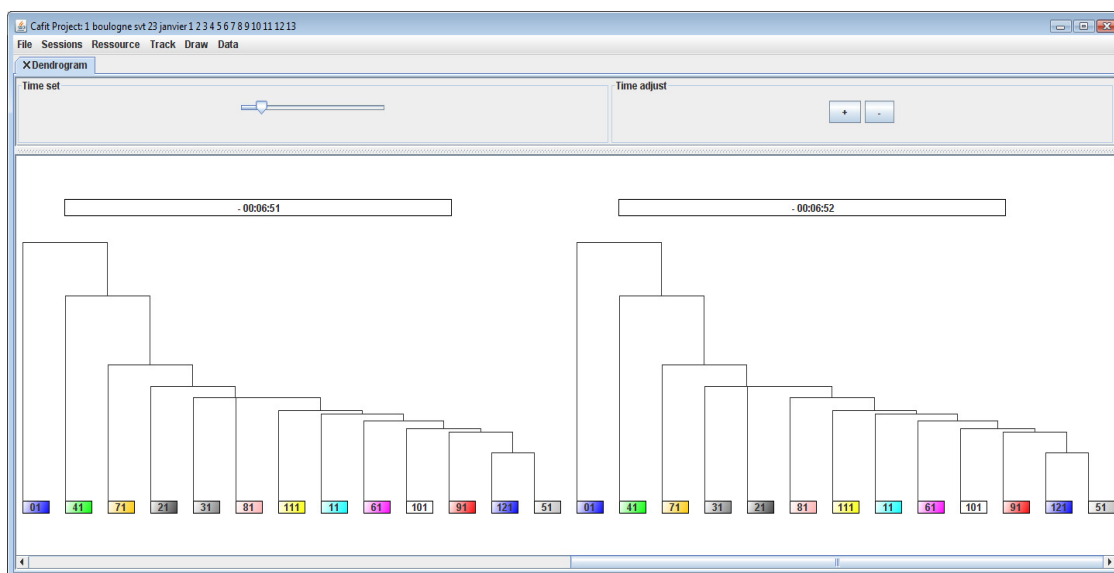 Cafit Project: 1 boulogne svt 23 janvier 1 2 3 4 5 6 7 8 9 10 11 12 13
File Sessions Ressource Track Draw Data
X Dendrogram
Time set
Time adjust
+ -
- 00:06:51
- 00:06:52
01 41 71 21 31 81 111 11 61 101 91 121 51
01 41 71 31 21 81 111 11 61 101 91 121 51